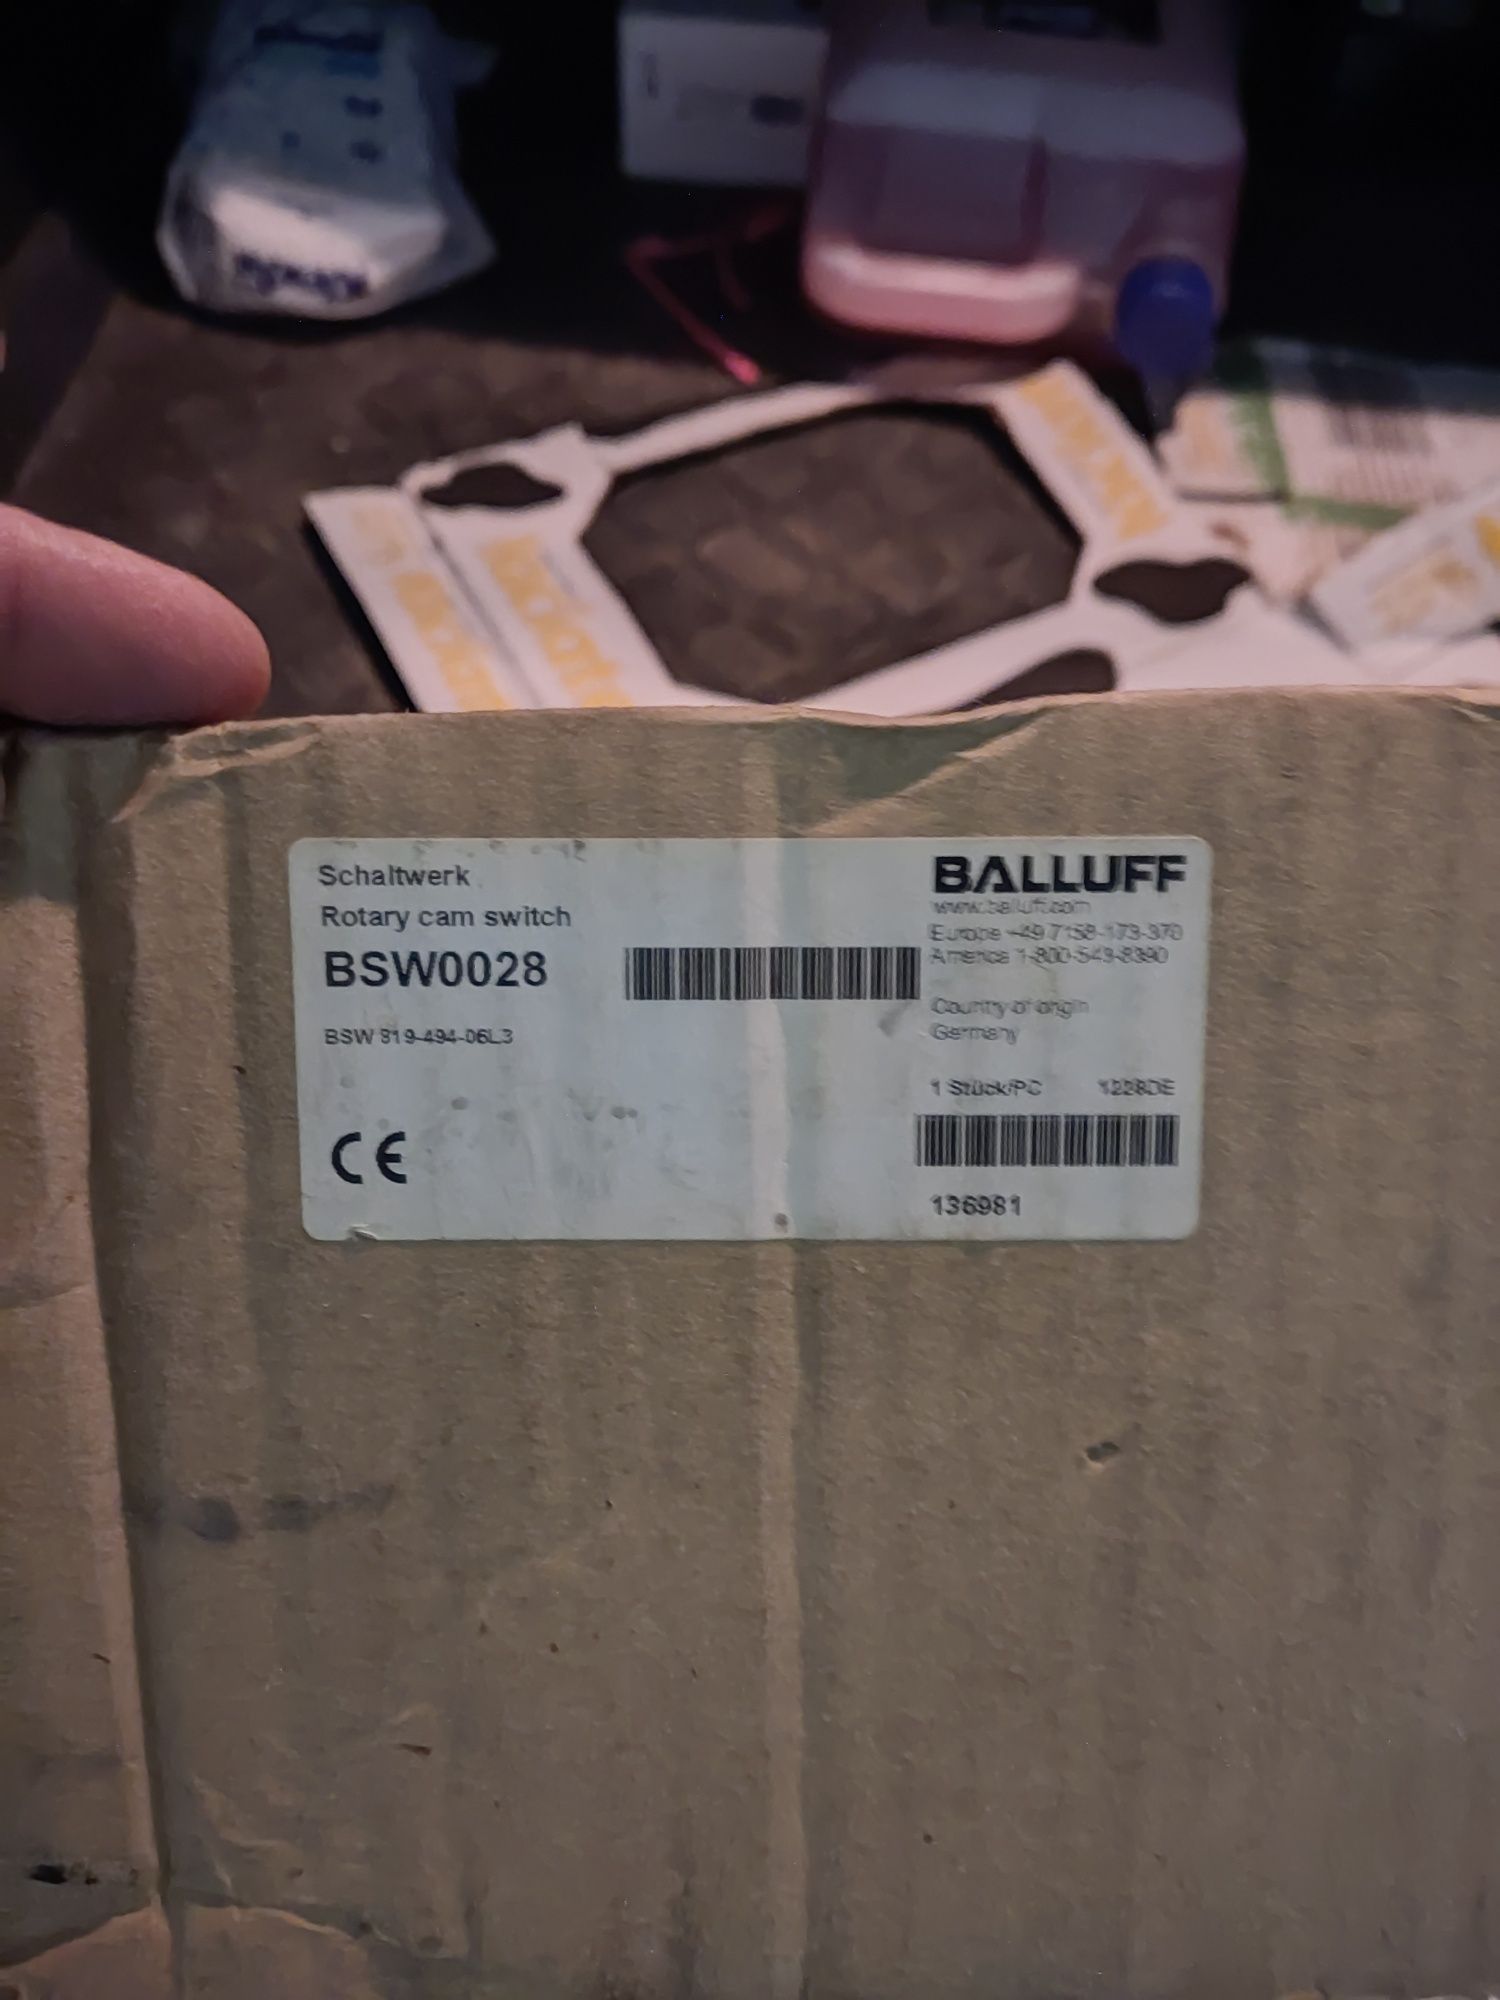 Schaltwerk
Rotary cam switch
BSW0028
BSW 819-494-06L3
BALLUFF
www.balluff.com
Europe +49 7158-173-370
America 1-800-543-8390
Country of origin
Germany
1 Stück/PC 1228DE
136981
CE